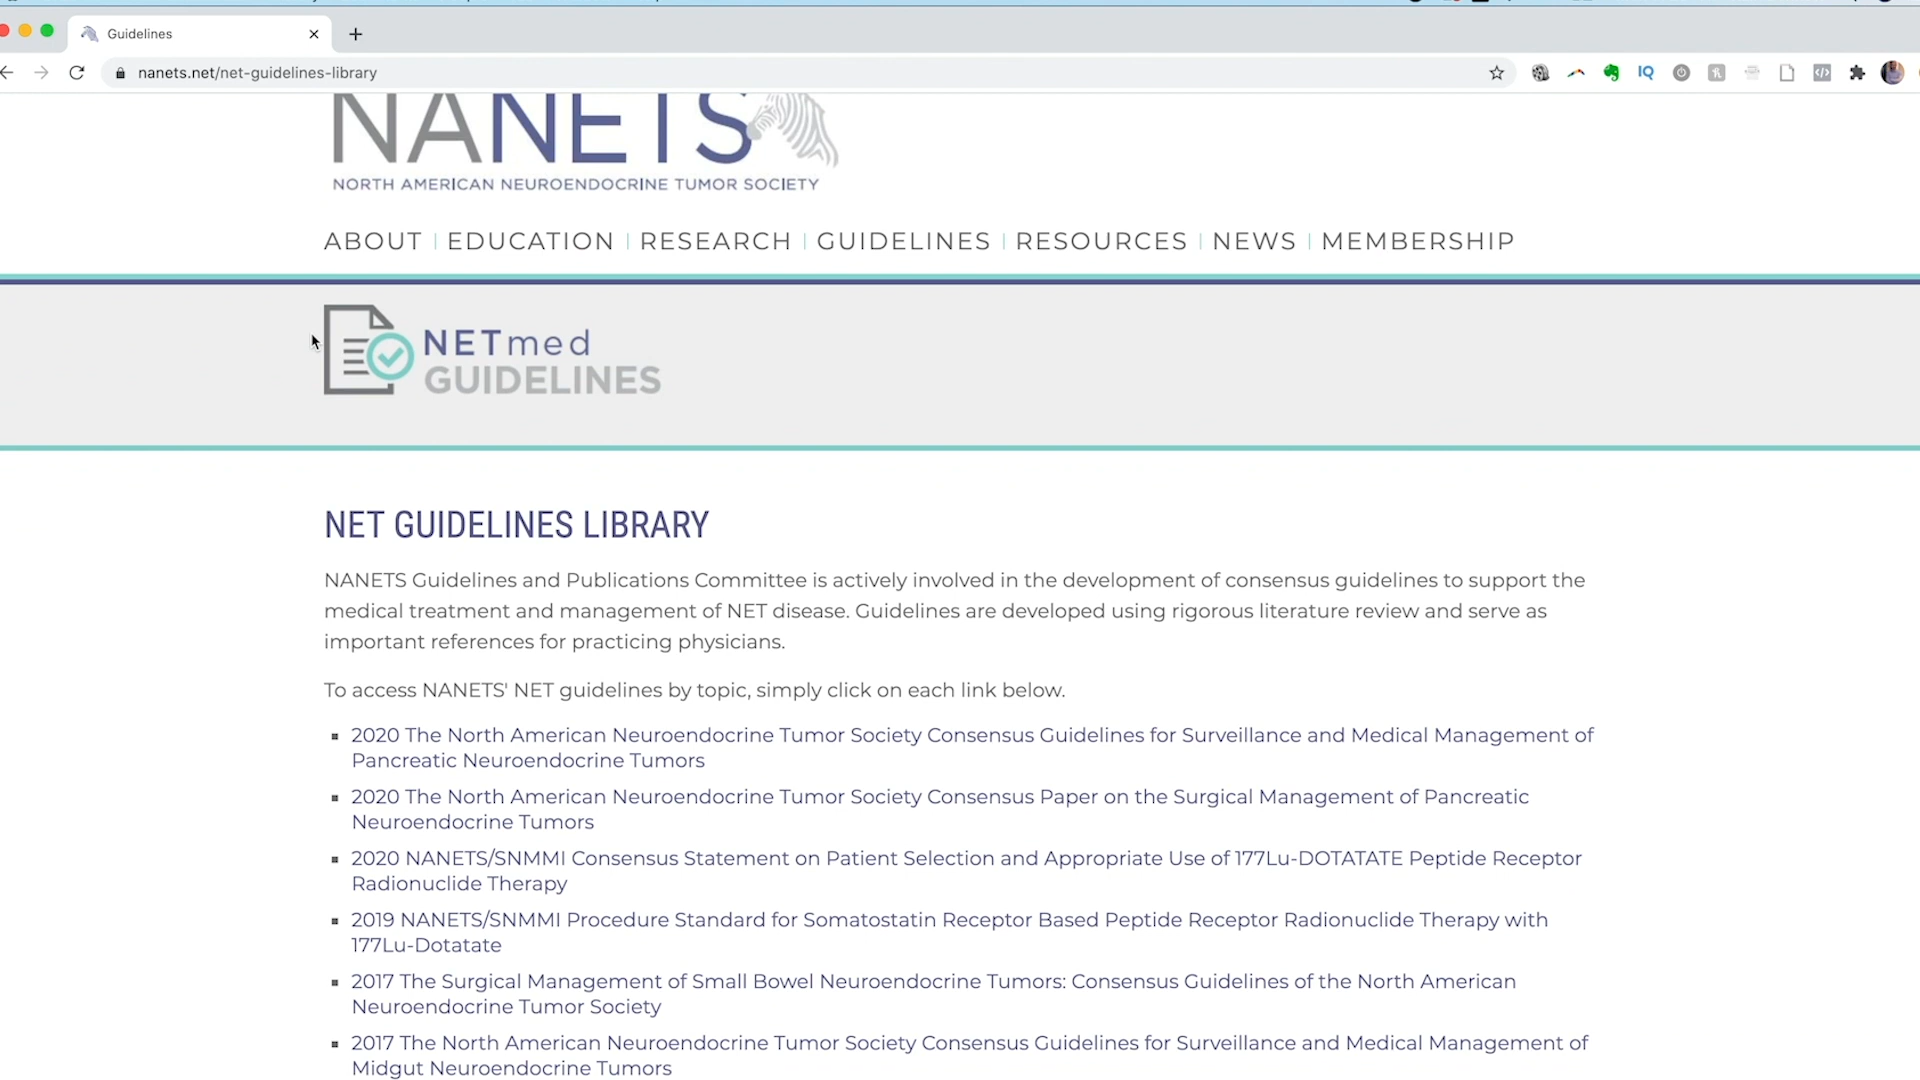 Guidelines
nanets.net/net-guidelines-library
IQ
NANETS
NORTH AMERICAN NEUROENDOCRINE TUMOR SOCIETY
ABOUT | EDUCATION | RESEARCH | GUIDELINES | RESOURCES | NEWS | MEMBERSHIP
NETmed
GUIDELINES
NET GUIDELINES LIBRARY
NANETS Guidelines and Publications Committee is actively involved in the development of consensus guidelines to support the
medical treatment and management of NET disease. Guidelines are developed using rigorous literature review and serve as
important references for practicing physicians.
To access NANETS' NET guidelines by topic, simply click on each link below.
2020 The North American Neuroendocrine Tumor Society Consensus Guidelines for Surveillance and Medical Management of
Pancreatic Neuroendocrine Tumors
2020 The North American Neuroendocrine Tumor Society Consensus Paper on the Surgical Management of Pancreatic
Neuroendocrine Tumors
2020 NANETS/SNMMI Consensus Statement on Patient Selection and Appropriate Use of 177Lu-DOTATATE Peptide Receptor
Radionuclide Therapy
2019 NANETS/SNMMI Procedure Standard for Somatostatin Receptor Based Peptide Receptor Radionuclide Therapy with
177Lu-Dotatate
2017 The Surgical Management of Small Bowel Neuroendocrine Tumors: Consensus Guidelines of the North American
Neuroendocrine Tumor Society
2017 The North American Neuroendocrine Tumor Society Consensus Guidelines for Surveillance and Medical Management of
Midgut Neuroendocrine Tumors